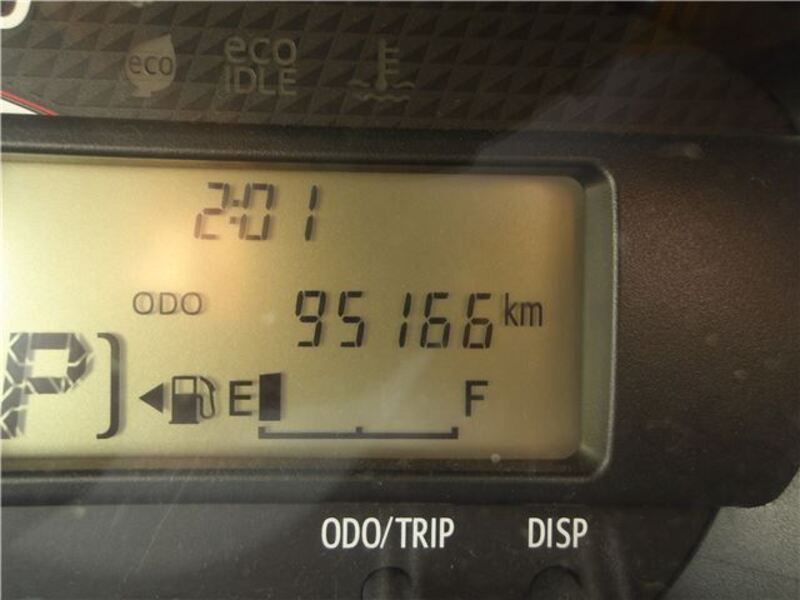 eco
eco
IDLE
2:01
ODO 95166 km
P
E F
ODO/TRIP DISP